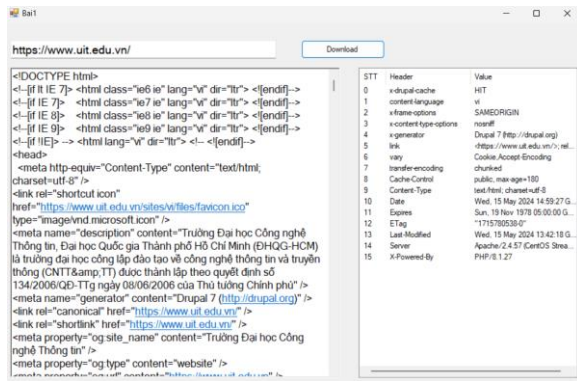 Bai1
https://www.uit.edu.vn/
Download
<!DOCTYPE html>
<!--[if lt IE 7]> <html class="ie6 ie" lang="vi" dir="ltr"> <![endif]-->
<!--[if IE 7]>    <html class="ie7 ie" lang="vi" dir="ltr"> <![endif]-->
<!--[if IE 8]>    <html class="ie8 ie" lang="vi" dir="ltr"> <![endif]-->
<!--[if IE 9]>    <html class="ie9 ie" lang="vi" dir="ltr"> <![endif]-->
<!--[if !IE]> --> <html lang="vi" dir="ltr"> <!-- <![endif]-->
<head>
<meta http-equiv="Content-Type" content="text/html;
charset=utf-8" />
<link rel="shortcut icon"
href="https://www.uit.edu.vn/sites/vi/files/favicon.ico"
type="image/vnd.microsoft.icon" />
<meta name="description" content="Trường Đại học Công nghệ
Thông tin, Đại học Quốc gia Thành phố Hồ Chí Minh (ĐHQG-HCM)
là trường đại học công lập đào tạo về công nghệ thông tin và truyền
thông (CNTT&amp;TT) được thành lập theo quyết định số
134/2006/QĐ-TTg ngày 08/06/2006 của Thủ tướng Chính phủ" />
<meta name="generator" content="Drupal 7 (http://drupal.org)" />
<link rel="canonical" href="https://www.uit.edu.vn/" />
<link rel="shortlink" href="https://www.uit.edu.vn/" />
<meta property="og:site_name" content="Trường Đại học Công
nghệ Thông tin" />
<meta property="og:type" content="website" />
<meta property="og:url" content="https://www.uit.edu.vn/" />
STT Header Value
0 x-drupal-cache HIT
1 content-language vi
2 x-frame-options SAMEORIGIN
3 x-content-type-options nosniff
4 x-generator Drupal 7 (http://drupal.org)
5 link <https://www.uit.edu.vn/>; rel...
6 vary Cookie,Accept-Encoding
7 transfer-encoding chunked
8 Cache-Control public, max-age=180
9 Content-Type text/html; charset=utf-8
10 Date Wed, 15 May 2024 14:59:27 G...
11 Expires Sun, 19 Nov 1978 05:00:00 G...
12 ETag "1715780538-0"
13 Last-Modified Wed, 15 May 2024 13:42:18 G...
14 Server Apache/2.4.57 (CentOS Strea...
15 X-Powered-By PHP/8.1.27